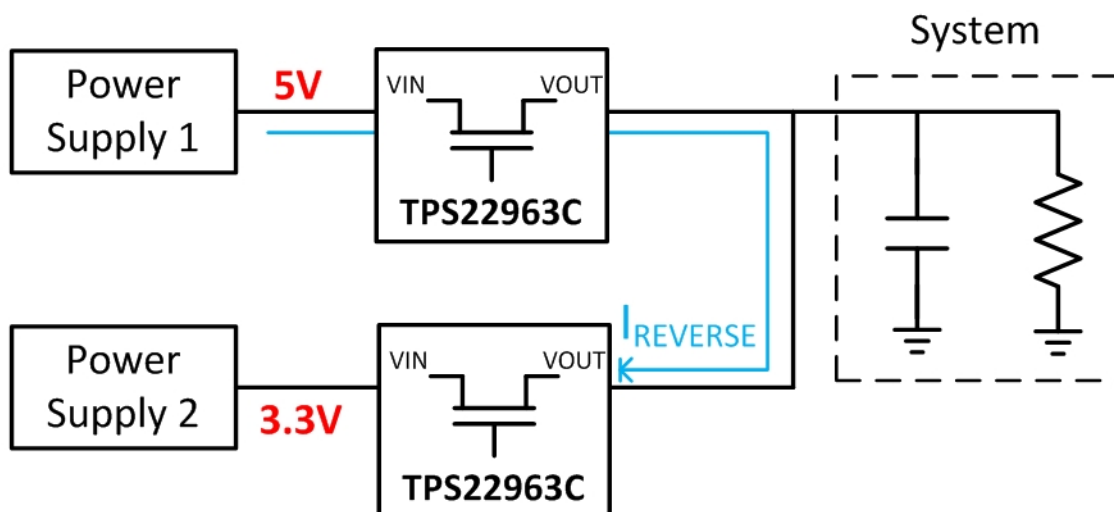 System
Power
Supply 1
5V
VIN
VOUT
TPS22963C
Power
Supply 2
3.3V
VIN
VOUT
TPS22963C
IREVERSE